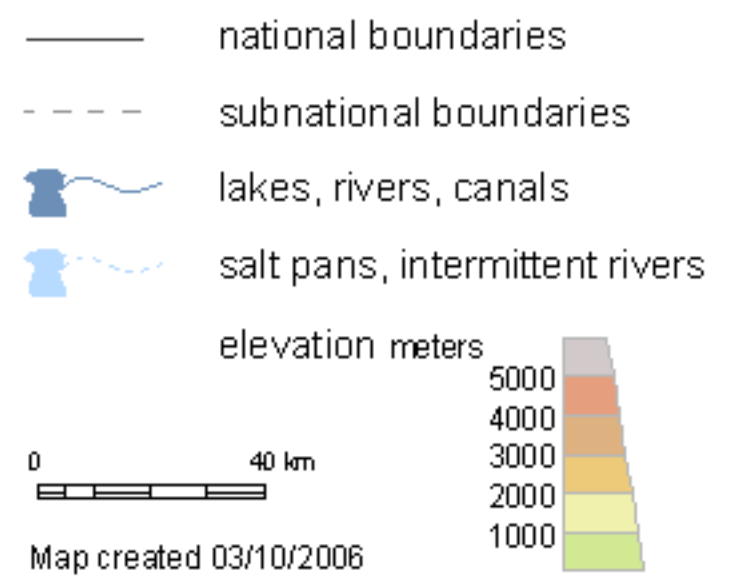 national boundaries
subnational boundaries
lakes, rivers, canals
salt pans, intermittent rivers
elevation meters
5000
4000
3000
2000
1000
0 40 km
Map created 03/10/2006